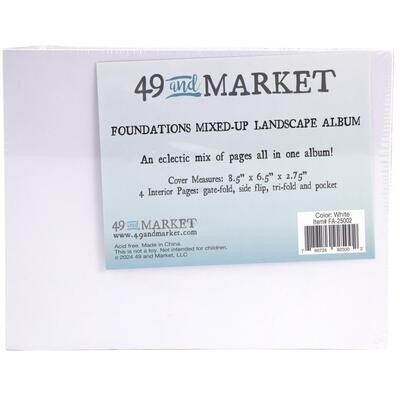 49 and MARKET
FOUNDATIONS MIXED-UP LANDSCAPE ALBUM
An eclectic mix of pages all in one album!
Cover Measures: 8.5" x 6.5" x 2.75"
4 Interior Pages: gate-fold, side flip, tri-fold and pocket
49 and MARKET
www.49andmarket.com
Acid free. Made in China.
This is not a toy. Not intended for children.
© 2024 49 and Market, LLC
Color: White
Item# FA-25002